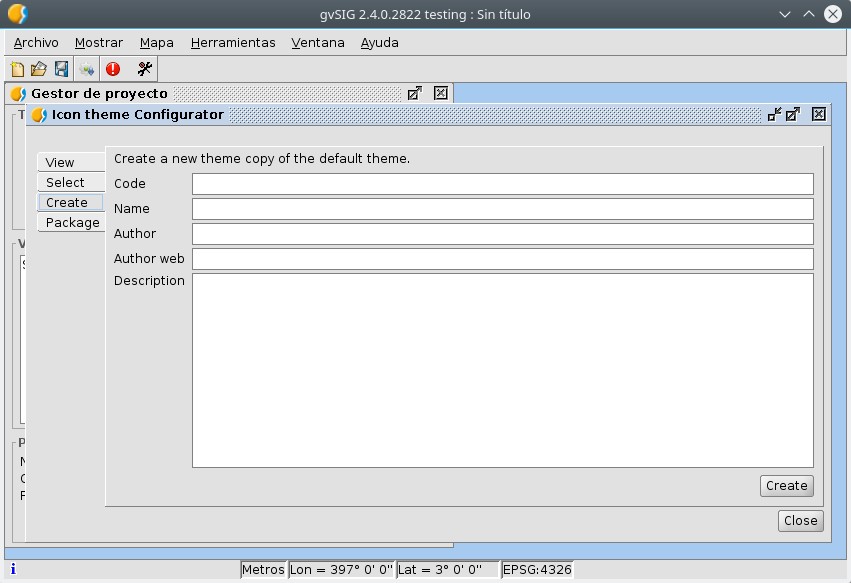 gvSIG 2.4.0.2822 testing : Sin título
Archivo Mostrar Mapa Herramientas Ventana Ayuda
Gestor de proyecto
Icon theme Configurator
View
Select
Create
Package
Create a new theme copy of the default theme.
Code
Name
Author
Author web
Description
Create
Close
Metros Lon = 397° 0' 0'' Lat = 3° 0' 0'' EPSG:4326